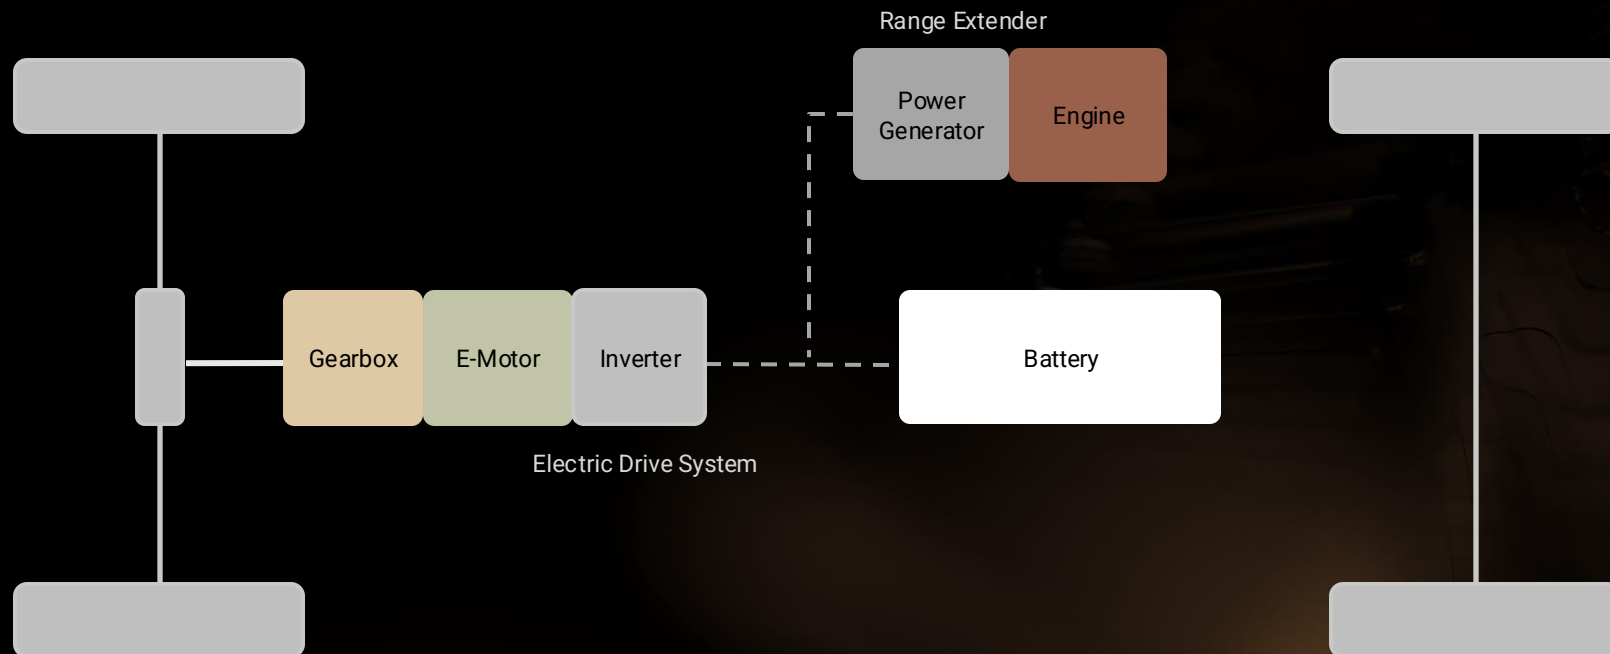 Range Extender
Power
Generator
Engine
Gearbox
E-Motor
Inverter
Battery
Electric Drive System